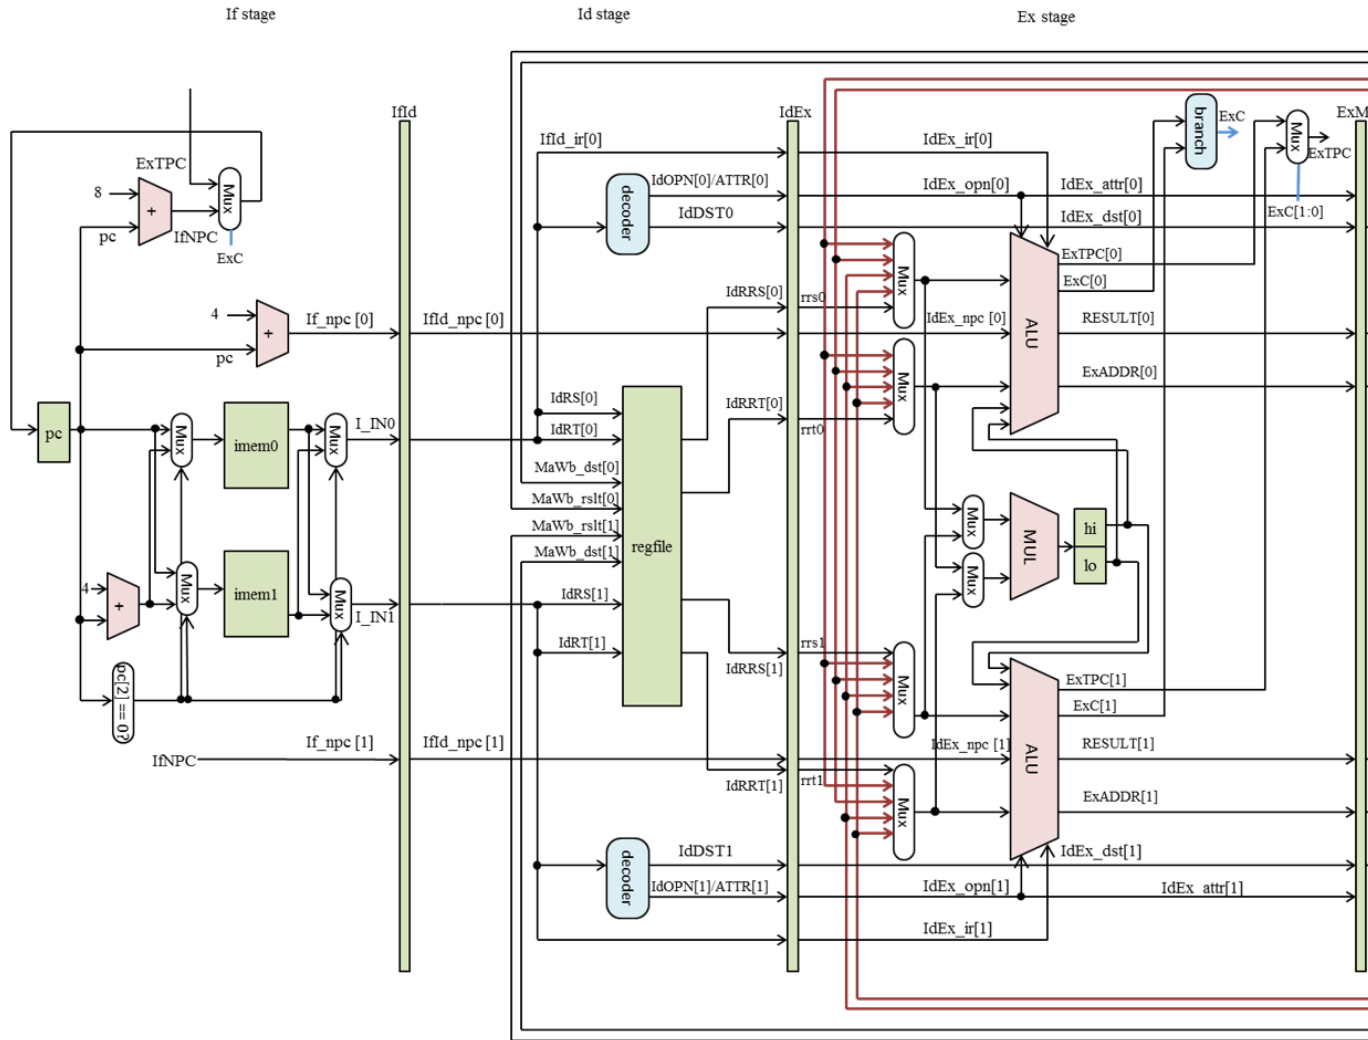 If stage
Id stage
Ex stage
IfId
IdEx
ExM
ExTPC
8
+
pc
IfNPC
Mux
ExC
4
+
pc
If_npc [0]
IfId_npc [0]
pc
Mux
imem0
Mux
I_IN0
4
+
Mux
imem1
Mux
I_IN1
pc[2] == 0?
IfNPC
If_npc [1]
IfId_npc [1]
IfId_ir[0]
decoder
IdOPN[0]/ATTR[0]
IdDST0
IdRRS[0]
IdRS[0]
IdRT[0]
IdRRT[0]
MaWb_dst[0]
MaWb_rslt[0]
MaWb_rslt[1]
MaWb_dst[1]
regfile
IdRS[1]
IdRT[1]
IdRRS[1]
IdRRT[1]
decoder
IdDST1
IdOPN[1]/ATTR[1]
IdEx_ir[0]
IdEx_opn[0]
IdEx_attr[0]
IdEx_dst[0]
branch
ExC
Mux
ExTPC
ExC[1:0]
rrs0
Mux
IdEx_npc [0]
ALU
ExTPC[0]
ExC[0]
RESULT[0]
ExADDR[0]
Mux
rrt0
Mux
Mux
MUL
hi
lo
rrs1
Mux
IdEx_npc [1]
ALU
ExTPC[1]
ExC[1]
RESULT[1]
ExADDR[1]
rrt1
Mux
IdEx_dst[1]
IdEx_opn[1]
IdEx_attr[1]
IdEx_ir[1]